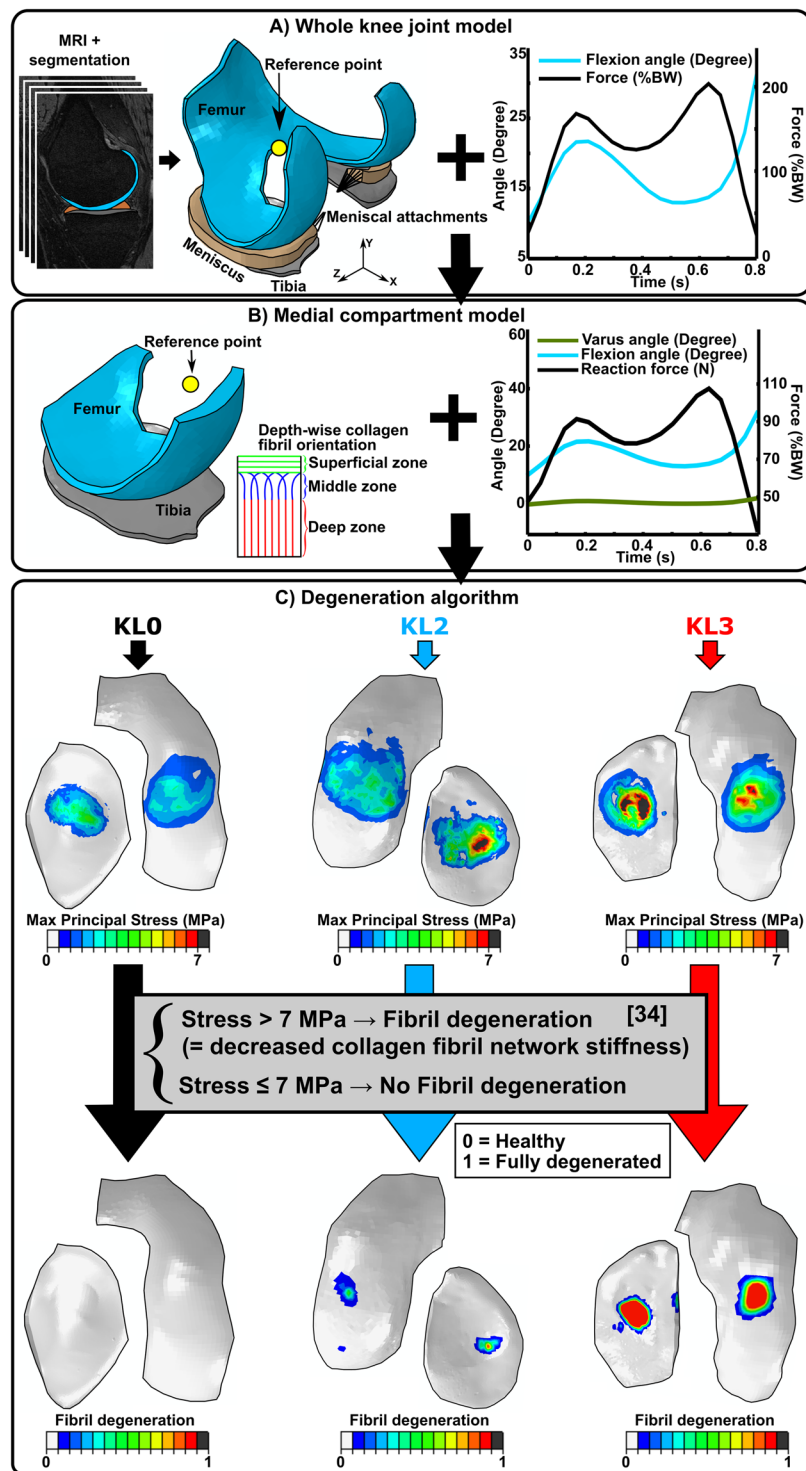 A) Whole knee joint model
MRI +
segmentation
Reference point
Femur
Meniscal attachments
Meniscus
Tibia
Y
Z
X
Flexion angle (Degree)
Force (%BW)
Angle (Degree)
35
25
15
5
Force (%BW)
200
100
0
0 0.2 0.4 0.6 0.8
Time (s)
B) Medial compartment model
Reference point
Femur
Tibia
Depth-wise collagen
fibril orientation
Superficial zone
Middle zone
Deep zone
Varus angle (Degree)
Flexion angle (Degree)
Reaction force (N)
Angle (Degree)
60
40
20
0
Force (%BW)
110
90
70
50
0 0.2 0.4 0.6 0.8
Time (s)
C) Degeneration algorithm
KL0 KL2 KL3
Max Principal Stress (MPa) Max Principal Stress (MPa) Max Principal Stress (MPa)
0 7 0 7 0 7
Stress > 7 MPa → Fibril degeneration [34]
(= decreased collagen fibril network stiffness)
Stress ≤ 7 MPa → No Fibril degeneration
0 = Healthy
1 = Fully degenerated
Fibril degeneration Fibril degeneration Fibril degeneration
0 1 0 1 0 1